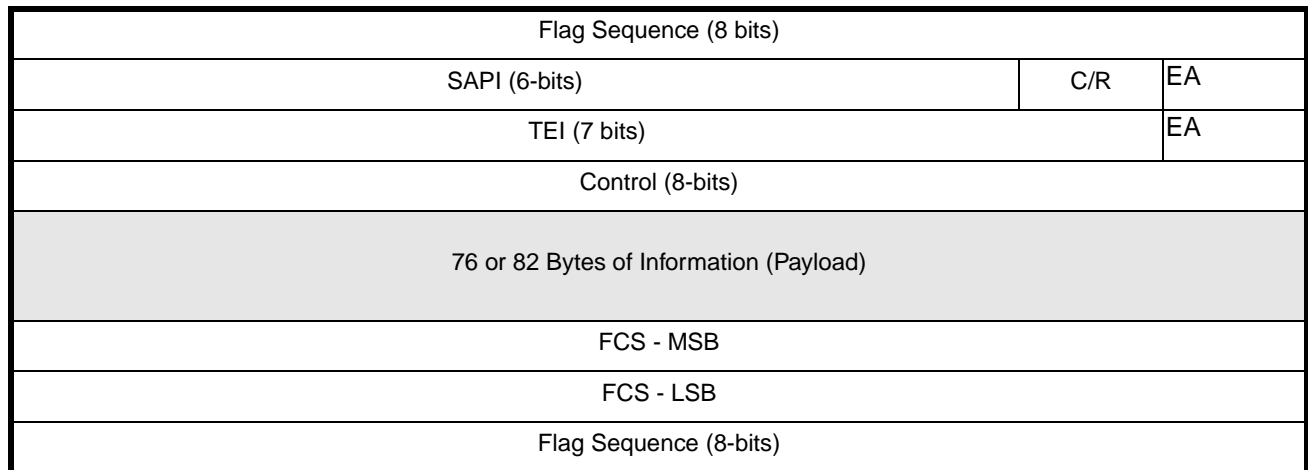 Flag Sequence (8 bits)
SAPI (6-bits) C/R EA
TEI (7 bits) EA
Control (8-bits)
76 or 82 Bytes of Information (Payload)
FCS - MSB
FCS - LSB
Flag Sequence (8-bits)